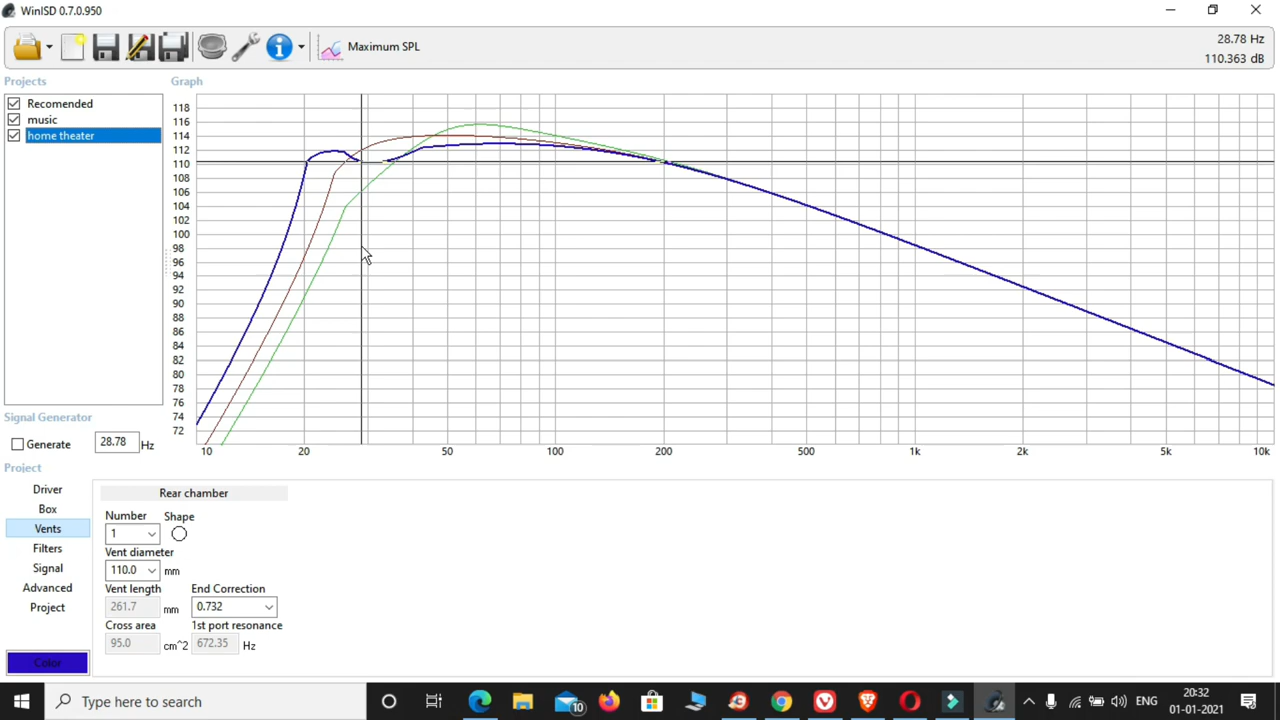 WinISD 0.7.0.950
Maximum SPL
28.78 Hz
110.363 dB
Projects
Graph
Recomended
music
home theater
118
116
114
112
110
108
106
104
102
100
98
96
94
92
90
88
86
84
82
80
78
76
74
72
10 20 50 100 200 500 1k 2k 5k 10k
Signal Generator
Generate 28.78 Hz
Project
Driver
Box
Vents
Filters
Signal
Advanced
Project
Color
Rear chamber
Number Shape
1
Vent diameter
110.0 mm
Vent length End Correction
261.7 mm 0.732
Cross area 1st port resonance
95.0 cm^2 672.35 Hz
Type here to search
10
ENG
20:32
01-01-2021